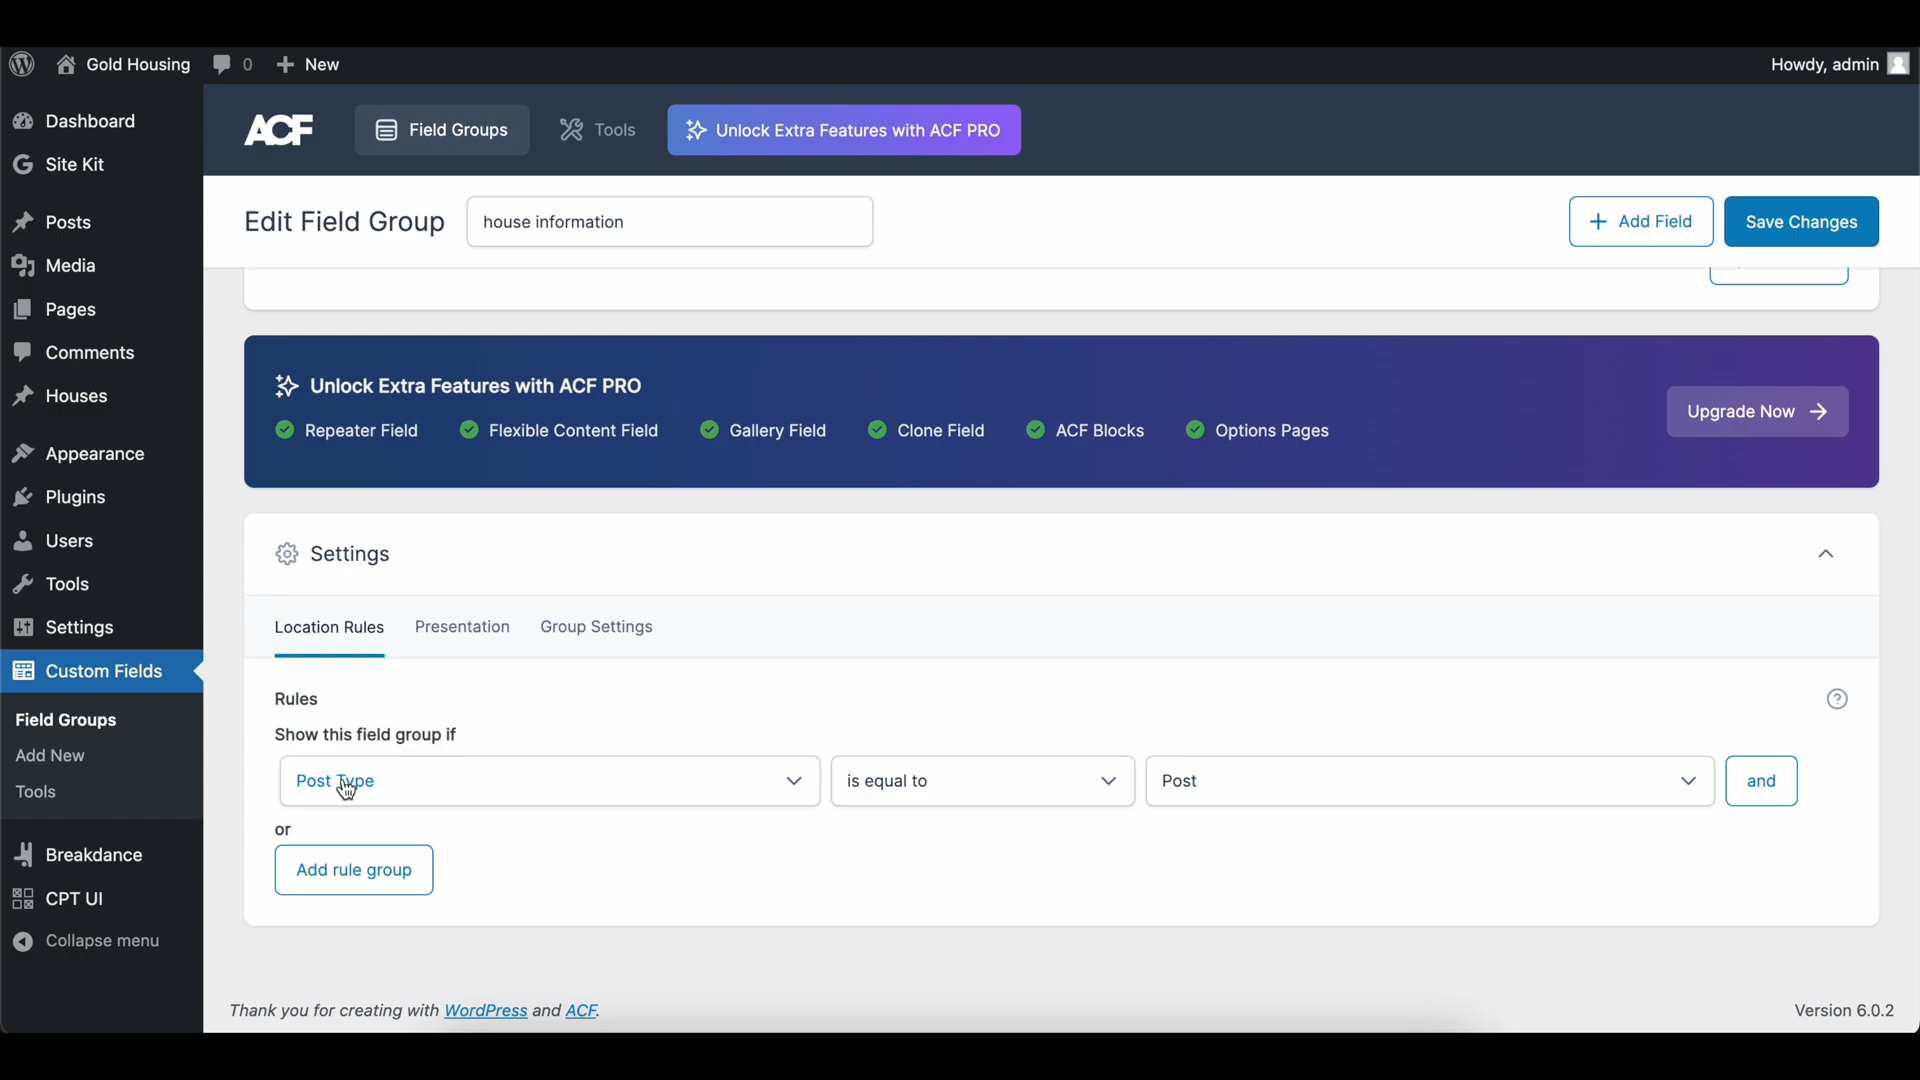 Gold Housing 0 New Howdy, admin
Dashboard
Site Kit
Posts
Media
Pages
Comments
Houses
Appearance
Plugins
Users
Tools
Settings
Custom Fields
Field Groups
Add New
Tools
Breakdance
CPT UI
Collapse menu
ACF Field Groups Tools Unlock Extra Features with ACF PRO
Edit Field Group house information + Add Field Save Changes
Unlock Extra Features with ACF PRO
Repeater Field Flexible Content Field Gallery Field Clone Field ACF Blocks Options Pages
Upgrade Now →
Settings
Location Rules Presentation Group Settings
Rules
Show this field group if
Post Type is equal to Post and
or
Add rule group
Thank you for creating with WordPress and ACF.
Version 6.0.2